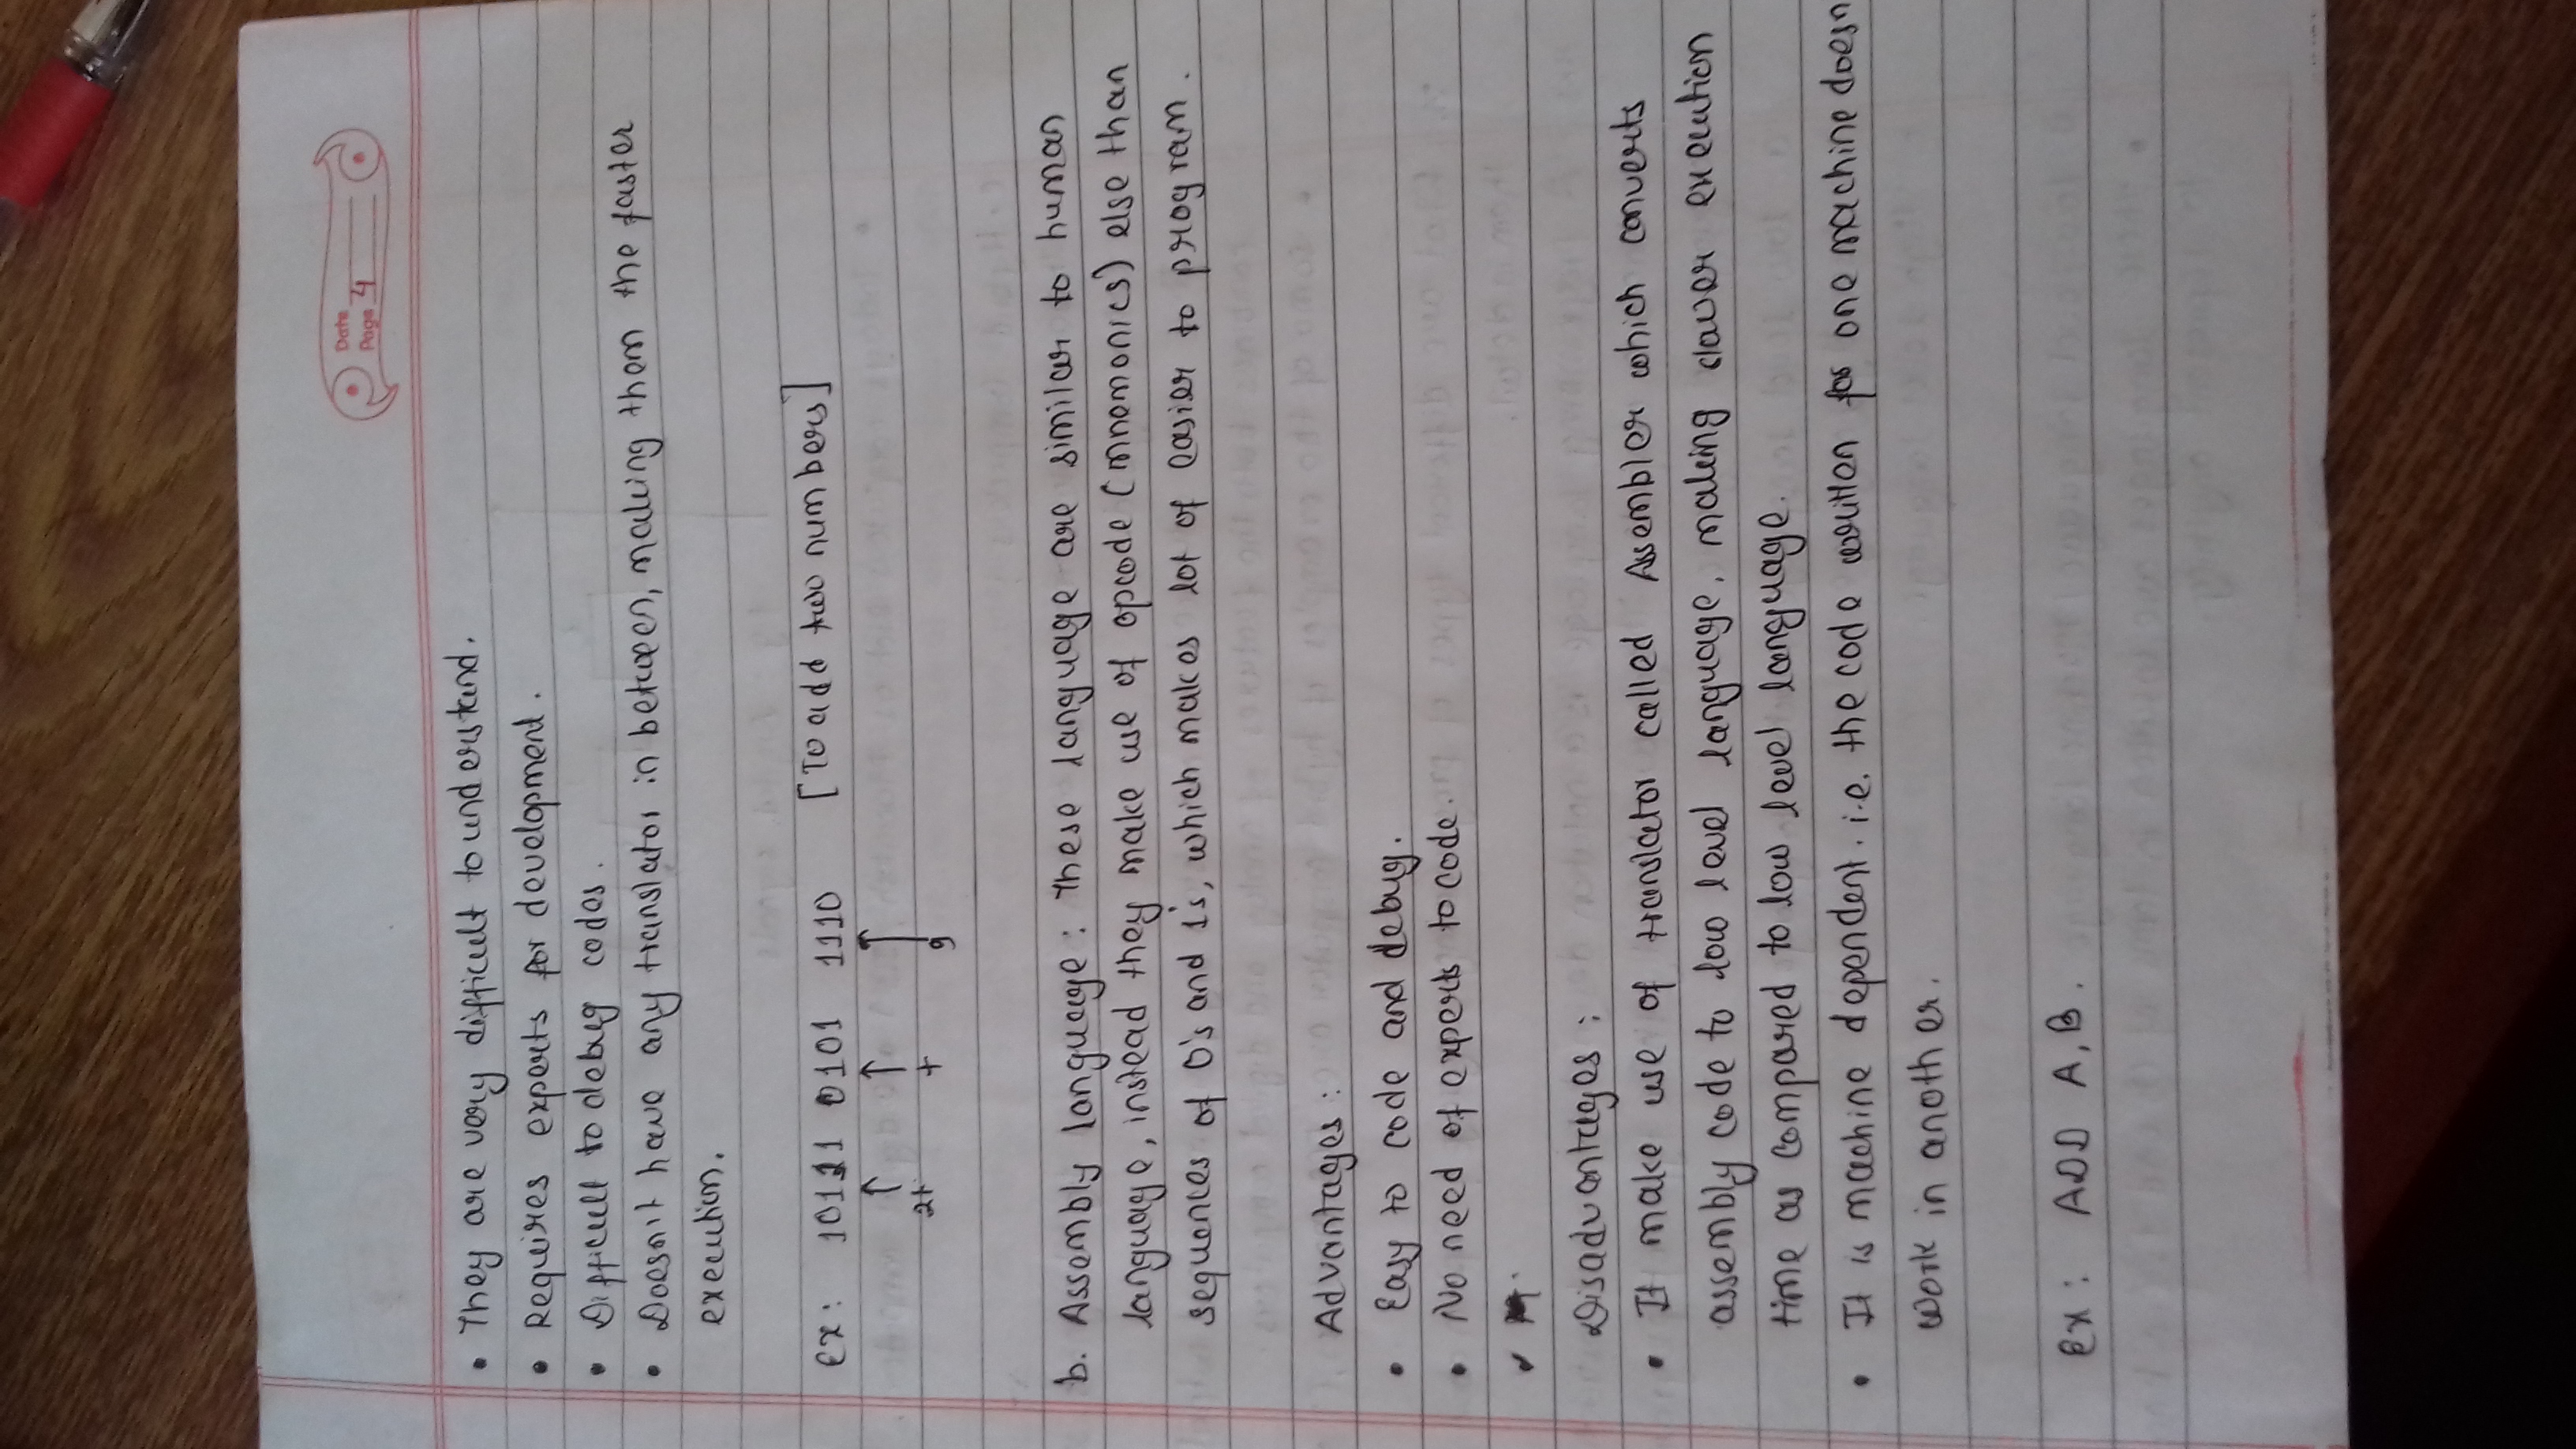 Date
Page 4
• They are very difficult to understand.
• Requires experts for development.
• Difficult to debug codes.
• Doesn't have any translator in between, making them the faster
execution.
Ex: 10111 0101 1110 [To add two numbers]
↑ ↑ ↑
+ 9
b. Assembly language: These language are similar to human
language, instead they make use of opcode (mnemonics) else than
sequences of 0's and 1's, which makes lot of easier to program.
Advantages:
• Easy to code and debug.
• No need of experts to code.
Disadvantages:
• It make use of translator called Assembler which converts
assembly code to low level language, making execution
time as compared to low level language.
• It is machine dependent. i.e. the code written for one machine doesn
work in another.
Ex: ADD A, B.